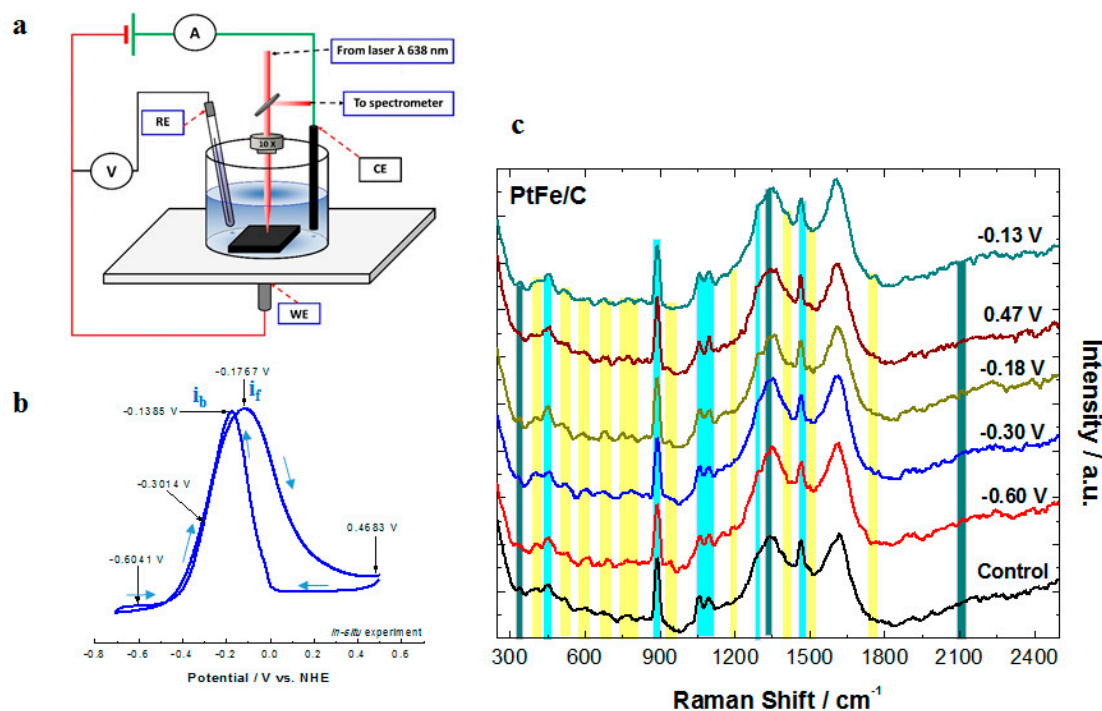 a
A
From laser λ 638 nm
To spectrometer
RE
10 X
V
CE
WE
b
-0.1767 V
i_b
i_f
-0.1385 V
-0.3014 V
0.4683 V
-0.6041 V
In-situ experiment
-0.8 -0.6 -0.4 -0.2 0.0 0.2 0.4 0.6
Potential / V vs. NHE
c
PtFe/C
-0.13 V
0.47 V
-0.18 V
-0.30 V
-0.60 V
Control
Intensity / a.u.
300 600 900 1200 1500 1800 2100 2400
Raman Shift / cm⁻¹